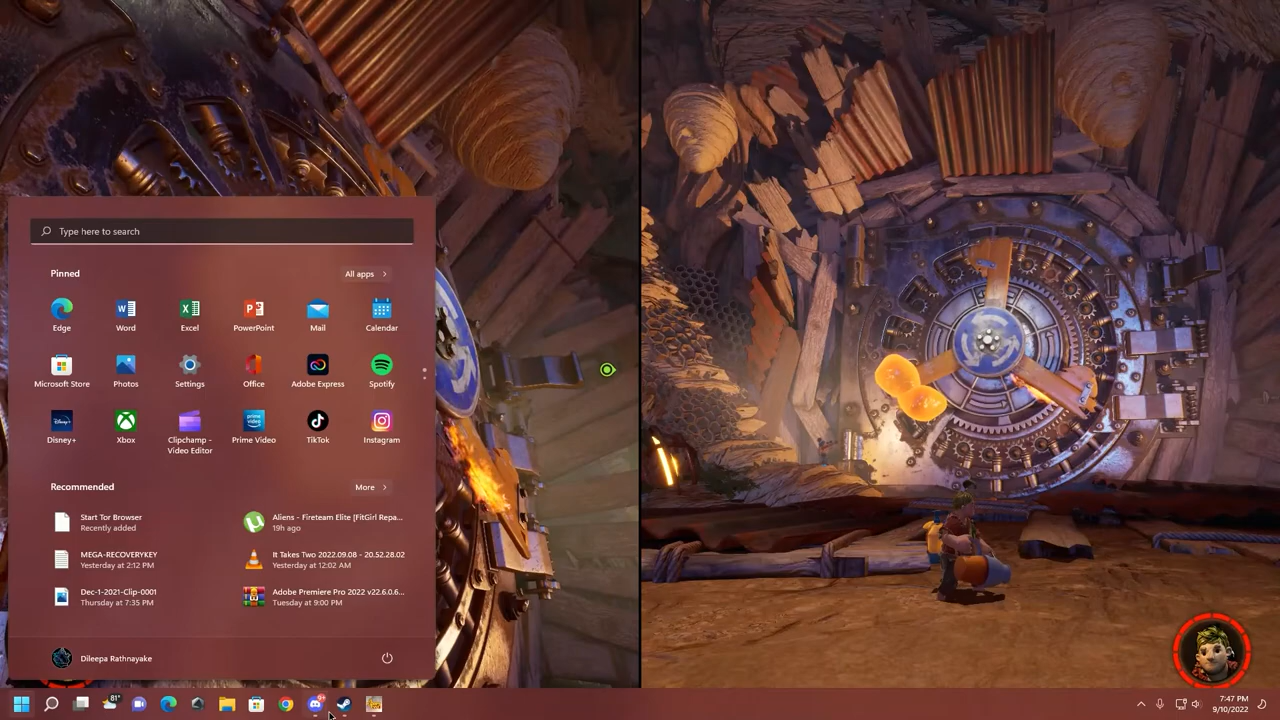 Type here to search
Pinned
All apps
Edge
Word
Excel
PowerPoint
Mail
Calendar
Microsoft Store
Photos
Settings
Office
Adobe Express
Spotify
Disney+
Xbox
Clipchamp -
Video Editor
Prime Video
TikTok
Instagram
Recommended
More
Start Tor Browser
Recently added
Aliens - Fireteam Elite [FitGirl Repa...
19h ago
MEGA-RECOVERYKEY
Yesterday at 2:12 PM
It Takes Two 2022.09.08 - 20.52.28.02
Yesterday at 12:02 AM
Dec-1-2021-Clip-0001
Thursday at 7:35 PM
Adobe Premiere Pro 2022 v22.6.0.6...
Tuesday at 9:00 PM
Dileepa Rathnayake
81°
9+
7:47 PM
9/10/2022